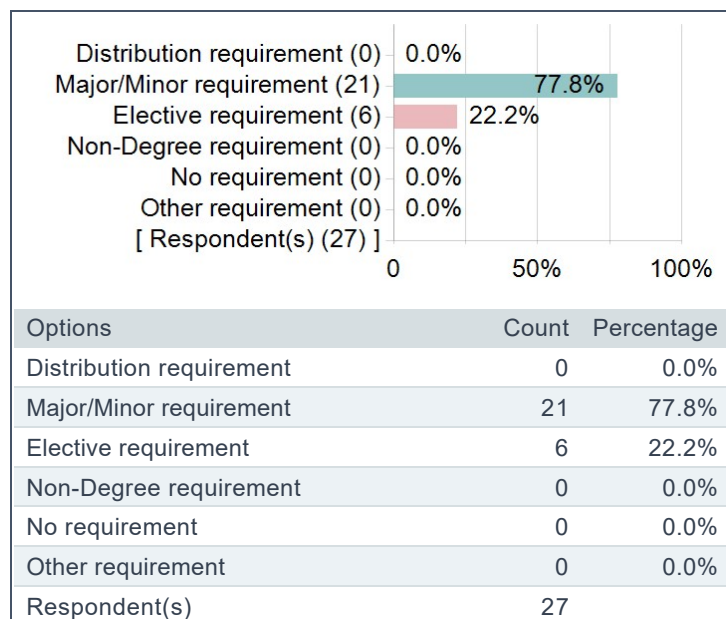 Distribution requirement (0) 0.0%
Major/Minor requirement (21) 77.8%
Elective requirement (6) 22.2%
Non-Degree requirement (0) 0.0%
No requirement (0) 0.0%
Other requirement (0) 0.0%
[ Respondent(s) (27) ]
0 50% 100%
Options Count Percentage
Distribution requirement 0 0.0%
Major/Minor requirement 21 77.8%
Elective requirement 6 22.2%
Non-Degree requirement 0 0.0%
No requirement 0 0.0%
Other requirement 0 0.0%
Respondent(s) 27